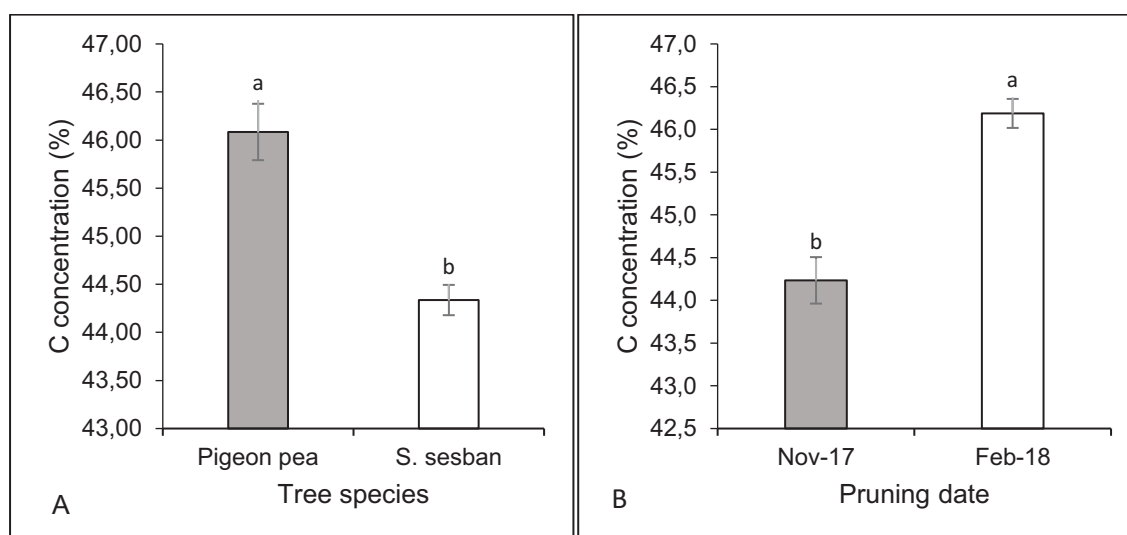 47,00
46,50
46,00
45,50
45,00
44,50
44,00
43,50
43,00
C concentration (%)
a
b
Pigeon pea S. sesban
Tree species
A
47,0
46,5
46,0
45,5
45,0
44,5
44,0
43,5
43,0
42,5
C concentration (%)
b
a
Nov-17 Feb-18
Pruning date
B